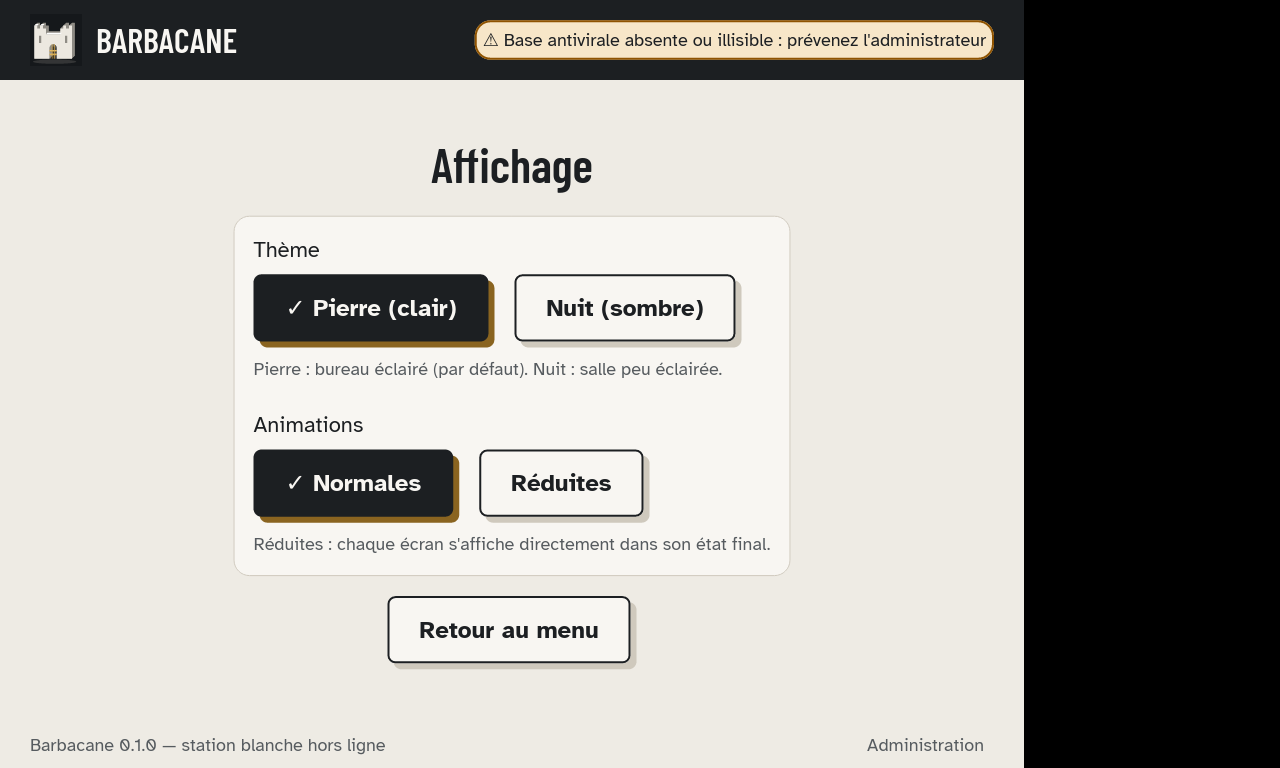 BARBACANE
⚠ Base antivirale absente ou illisible : prévenez l'administrateur
Affichage
Thème
✓ Pierre (clair)
Nuit (sombre)
Pierre : bureau éclairé (par défaut). Nuit : salle peu éclairée.
Animations
✓ Normales
Réduites
Réduites : chaque écran s'affiche directement dans son état final.
Retour au menu
Barbacane 0.1.0 — station blanche hors ligne
Administration